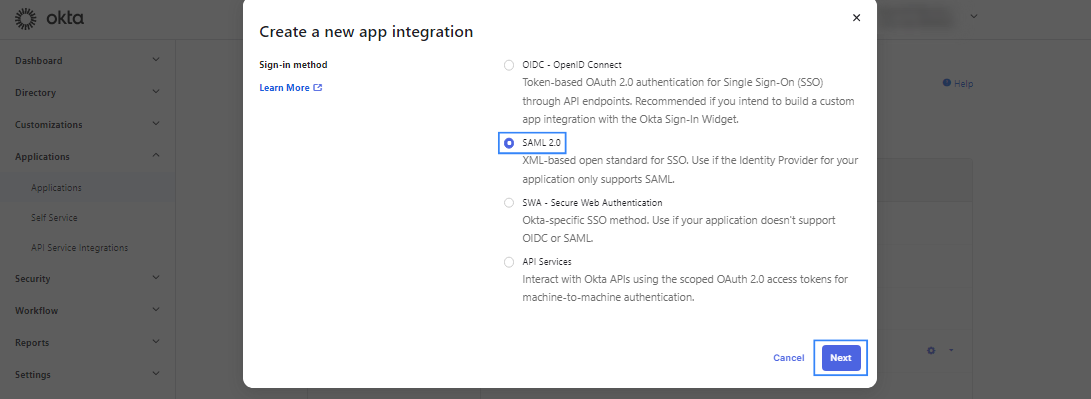 okta
Create a new app integration
Sign-in method
Learn More
OIDC - OpenID Connect
Token-based OAuth 2.0 authentication for Single Sign-On (SSO)
through API endpoints. Recommended if you intend to build a custom
app integration with the Okta Sign-In Widget.
SAML 2.0
XML-based open standard for SSO. Use if the Identity Provider for your
application only supports SAML.
SWA - Secure Web Authentication
Okta-specific SSO method. Use if your application doesn't support
OIDC or SAML.
API Services
Interact with Okta APIs using the scoped OAuth 2.0 access tokens for
machine-to-machine authentication.
Cancel
Next
Dashboard
Directory
Customizations
Applications
Applications
Self Service
API Service Integrations
Security
Workflow
Reports
Settings
Help